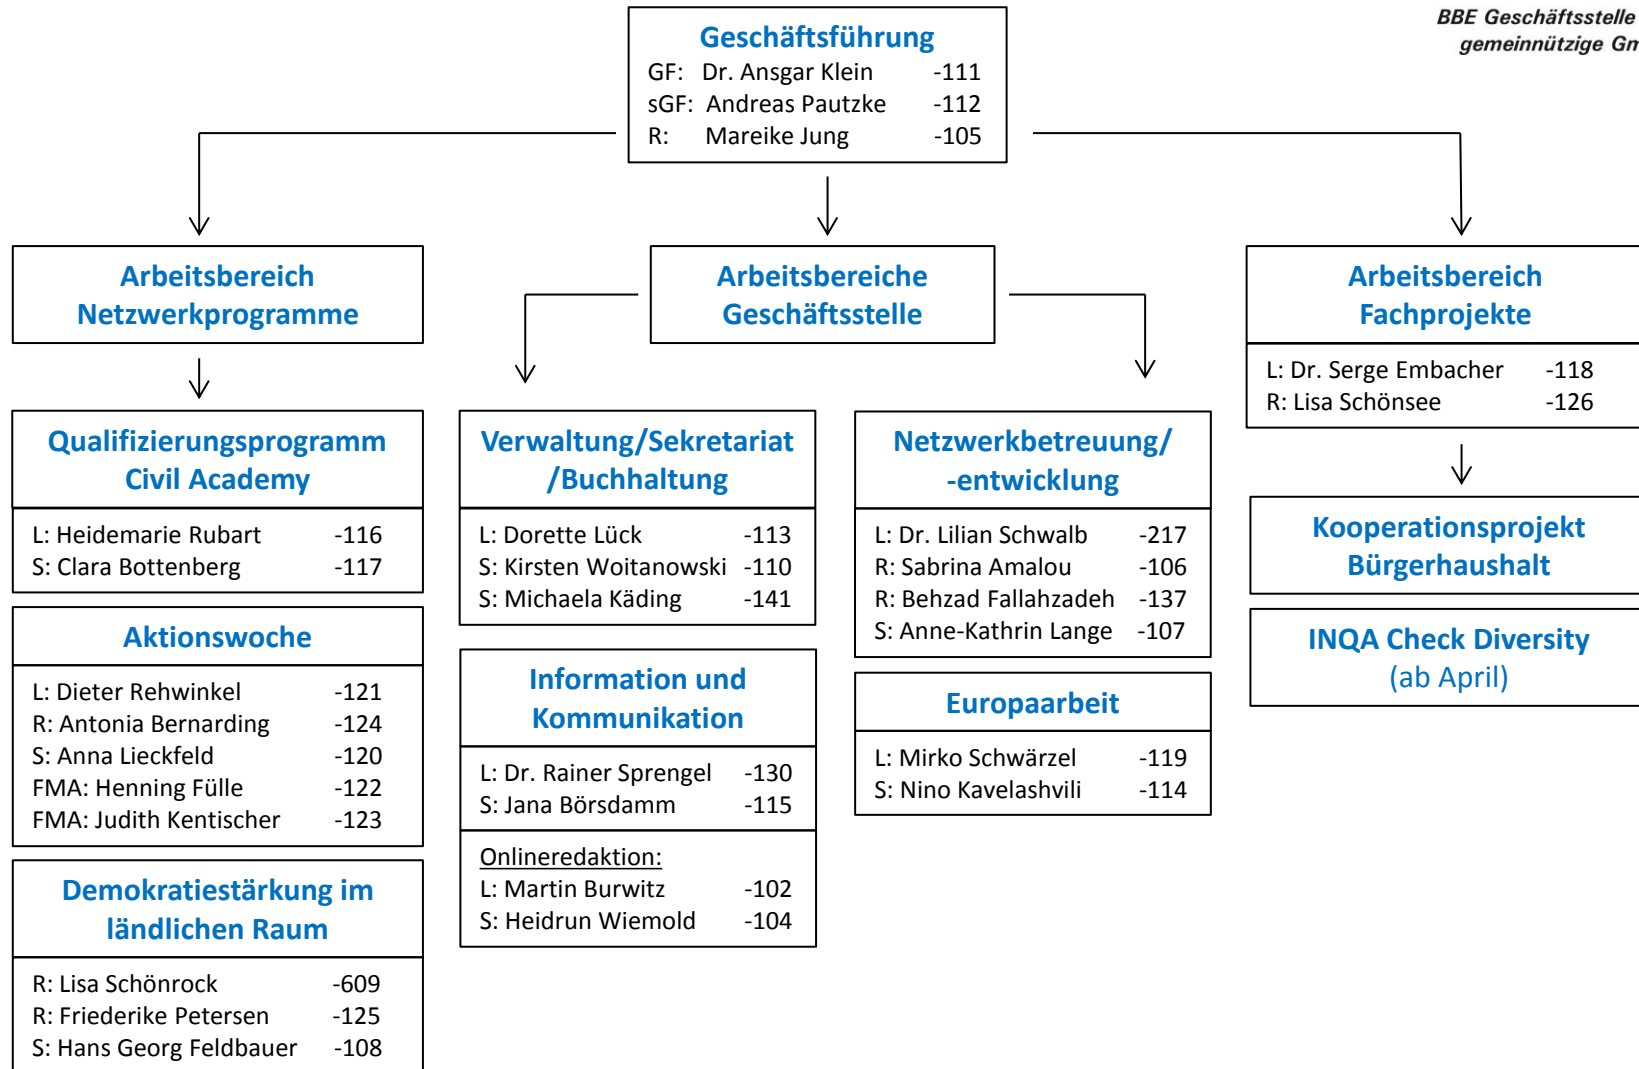 BBE Geschäftsstelle
gemeinnützige Gm
Geschäftsführung
GF: Dr. Ansgar Klein -111
sGF: Andreas Pautzke -112
R: Mareike Jung -105
Arbeitsbereich
Netzwerkprogramme
Arbeitsbereiche
Geschäftsstelle
Arbeitsbereich
Fachprojekte
L: Dr. Serge Embacher -118
R: Lisa Schönsee -126
Qualifizierungsprogramm
Civil Academy
L: Heidemarie Rubart -116
S: Clara Bottenberg -117
Aktionswoche
L: Dieter Rehwinkel -121
R: Antonia Bernarding -124
S: Anna Lieckfeld -120
FMA: Henning Fülle -122
FMA: Judith Kentischer -123
Demokratiestärkung im
ländlichen Raum
R: Lisa Schönrock -609
R: Friederike Petersen -125
S: Hans Georg Feldbauer -108
Verwaltung/Sekretariat
/Buchhaltung
L: Dorette Lück -113
S: Kirsten Woitanowski -110
S: Michaela Käding -141
Information und
Kommunikation
L: Dr. Rainer Sprengel -130
S: Jana Börsdamm -115
Onlineredaktion:
L: Martin Burwitz -102
S: Heidrun Wiemold -104
Netzwerkbetreuung/
-entwicklung
L: Dr. Lilian Schwalb -217
R: Sabrina Amalou -106
R: Behzad Fallahzadeh -137
S: Anne-Kathrin Lange -107
Europaarbeit
L: Mirko Schwärzel -119
S: Nino Kavelashvili -114
Kooperationsprojekt
Bürgerhaushalt
INQA Check Diversity
(ab April)